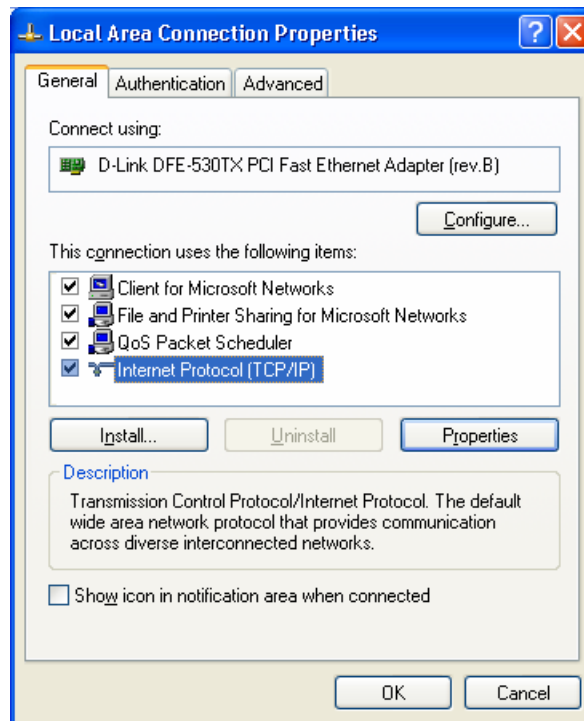 Local Area Connection Properties
General Authentication Advanced
Connect using:
D-Link DFE-530TX PCI Fast Ethernet Adapter (rev.B)
Configure...
This connection uses the following items:
Client for Microsoft Networks
File and Printer Sharing for Microsoft Networks
QoS Packet Scheduler
Internet Protocol (TCP/IP)
Install... Uninstall Properties
Description
Transmission Control Protocol/Internet Protocol. The default
wide area network protocol that provides communication
across diverse interconnected networks.
Show icon in notification area when connected
OK Cancel